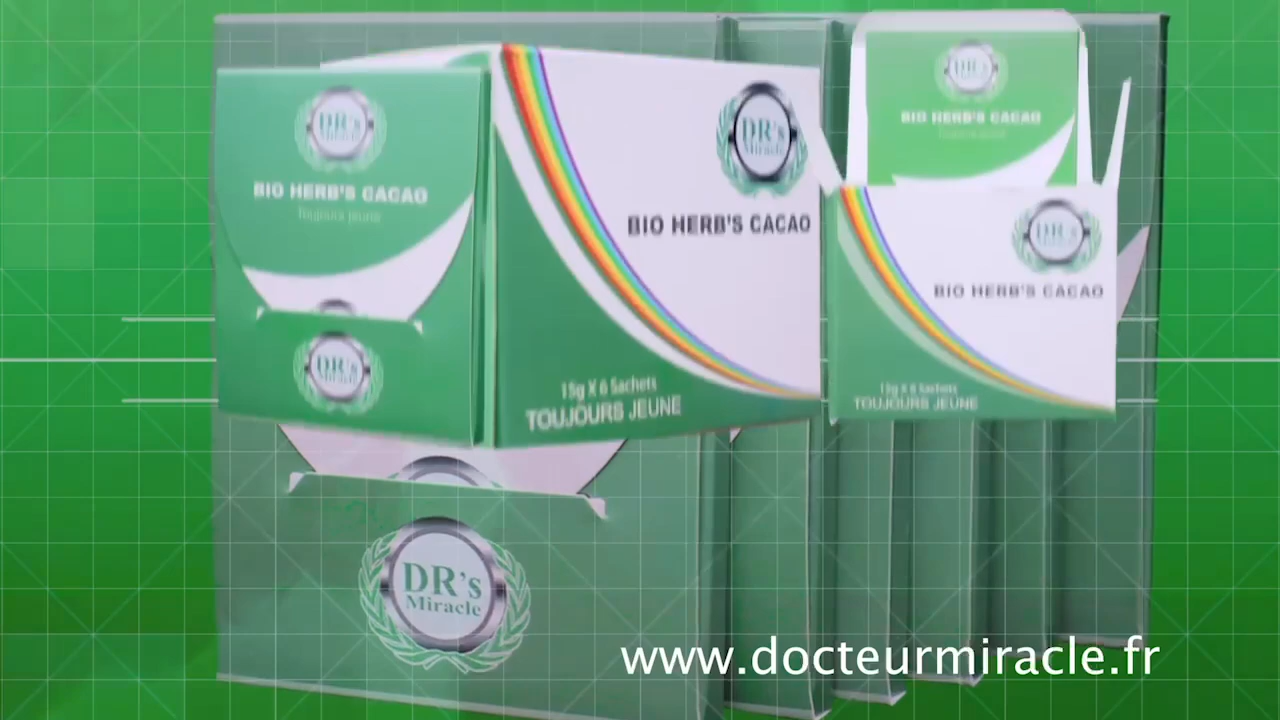 DR's
Miracle
BIO HERB'S CACAO
Toujours jeune
DR's
Miracle
DR's
Miracle
BIO HERB'S CACAO
15g X 6 Sachets
TOUJOURS JEUNE
DR's
Miracle
BIO HERB'S CACAO
DR's
Miracle
BIO HERB'S CACAO
15g X 6 Sachets
TOUJOURS JEUNE
DR's
Miracle
www.docteurmiracle.fr